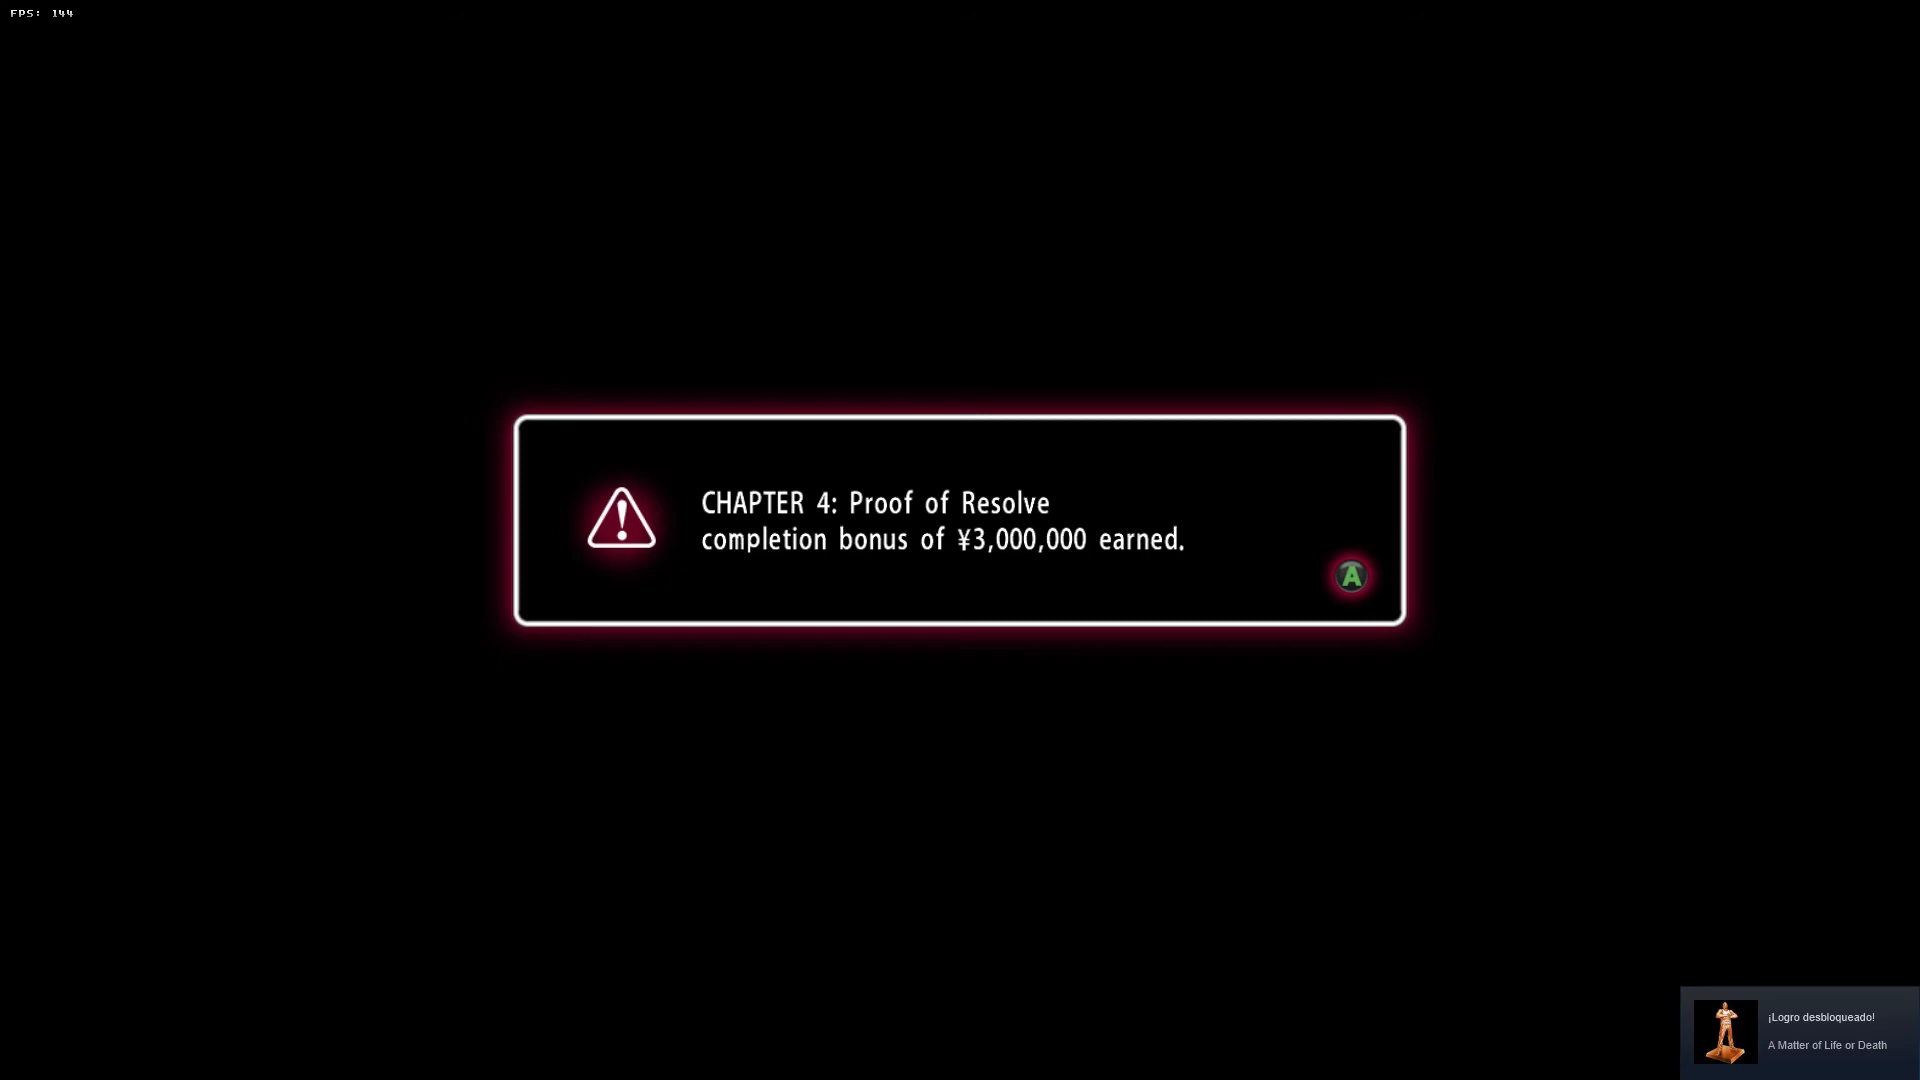 FPS: 144
CHAPTER 4: Proof of Resolve
completion bonus of ¥3,000,000 earned.
A
¡Logro desbloqueado!
A Matter of Life or Death